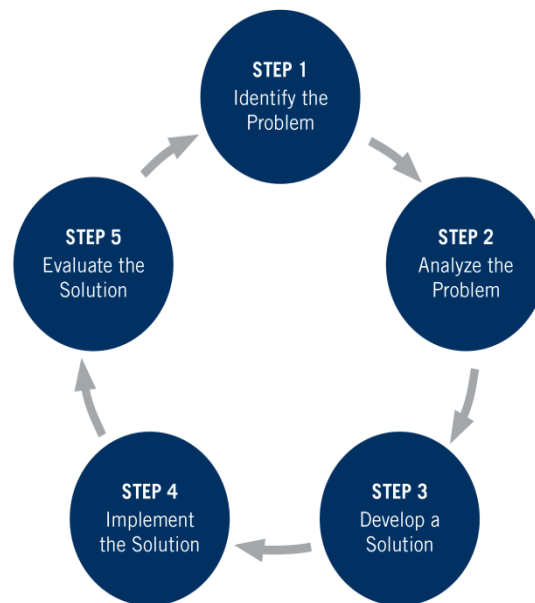 STEP 1
Identify the
Problem
STEP 2
Analyze the
Problem
STEP 3
Develop a
Solution
STEP 4
Implement
the Solution
STEP 5
Evaluate the
Solution